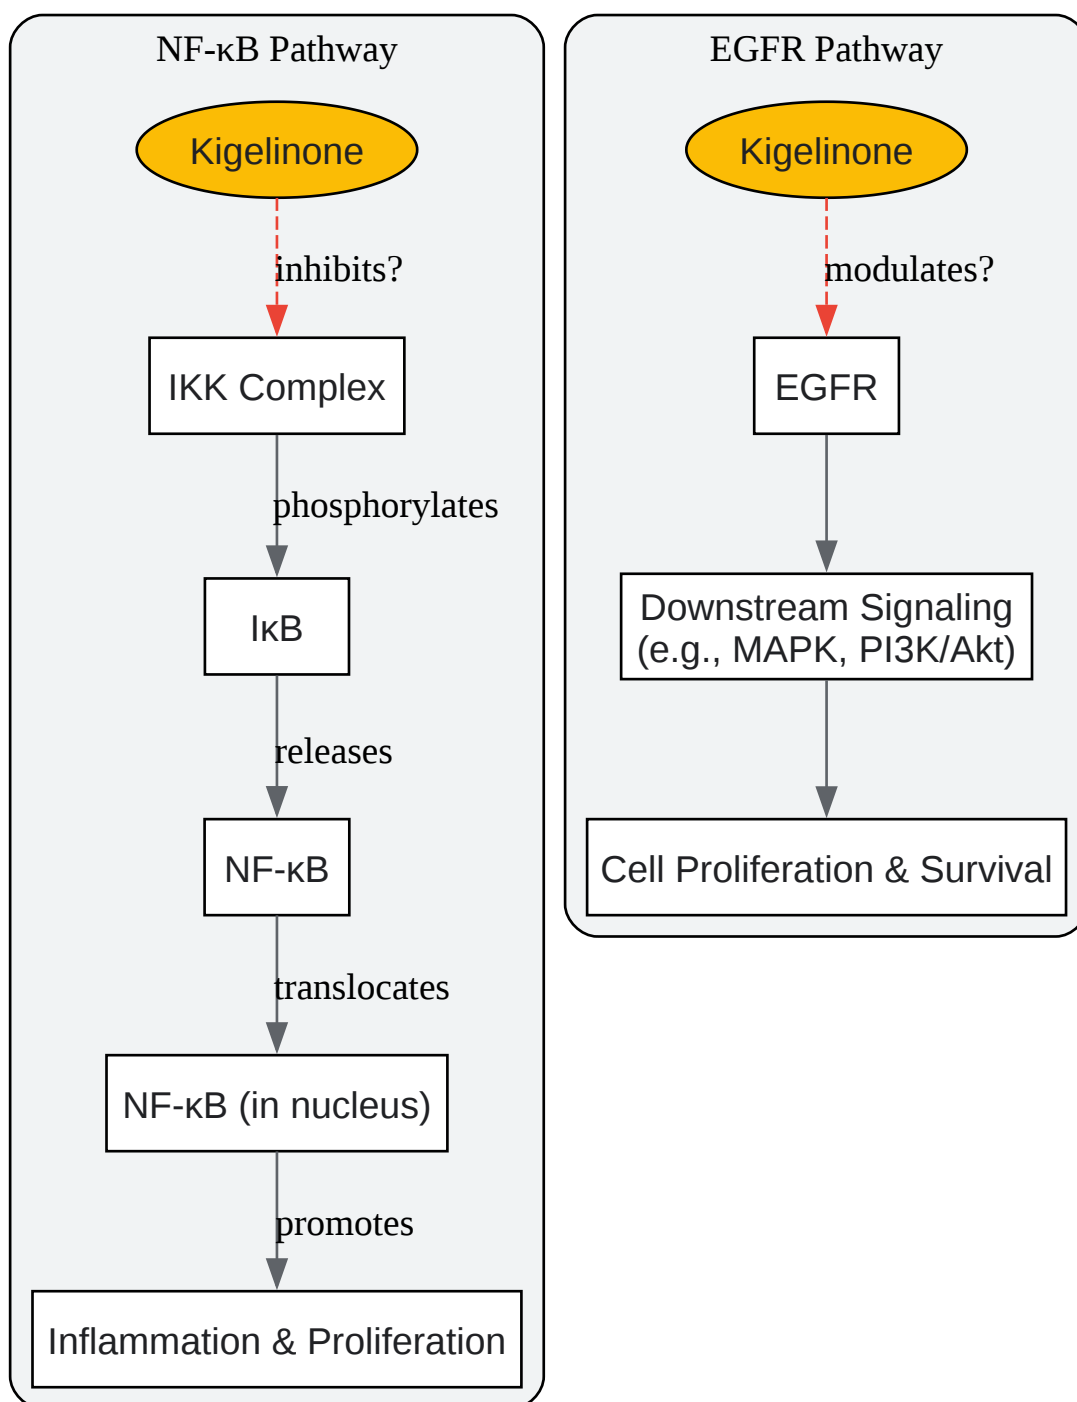 NF-κB Pathway
Kigelinone
inhibits?
IKK Complex
phosphorylates
IκB
releases
NF-κB
translocates
NF-κB (in nucleus)
promotes
Inflammation & Proliferation
EGFR Pathway
Kigelinone
modulates?
EGFR
Downstream Signaling
(e.g., MAPK, PI3K/Akt)
Cell Proliferation & Survival